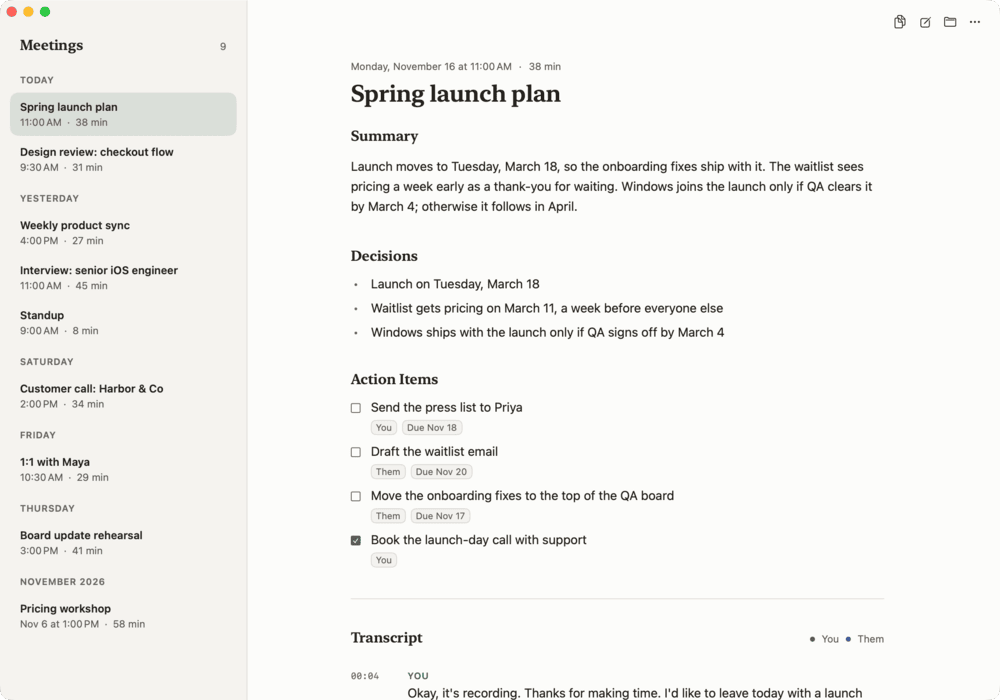 Meetings
9
TODAY
Spring launch plan
11:00 AM · 38 min
Design review: checkout flow
9:30 AM · 31 min
YESTERDAY
Weekly product sync
4:00 PM · 27 min
Interview: senior iOS engineer
11:00 AM · 45 min
Standup
9:00 AM · 8 min
SATURDAY
Customer call: Harbor & Co
2:00 PM · 34 min
FRIDAY
1:1 with Maya
10:30 AM · 29 min
THURSDAY
Board update rehearsal
3:00 PM · 41 min
NOVEMBER 2026
Pricing workshop
Nov 6 at 1:00 PM · 58 min
Monday, November 16 at 11:00 AM · 38 min
Spring launch plan
Summary
Launch moves to Tuesday, March 18, so the onboarding fixes ship with it. The waitlist sees
pricing a week early as a thank-you for waiting. Windows joins the launch only if QA clears it
by March 4; otherwise it follows in April.
Decisions
• Launch on Tuesday, March 18
• Waitlist gets pricing on March 11, a week before everyone else
• Windows ships with the launch only if QA signs off by March 4
Action Items
Send the press list to Priya
You Due Nov 18
Draft the waitlist email
Them Due Nov 20
Move the onboarding fixes to the top of the QA board
Them Due Nov 17
Book the launch-day call with support
You
Transcript
• You • Them
00:04 YOU
Okay, it's recording. Thanks for making time. I'd like to leave today with a launch